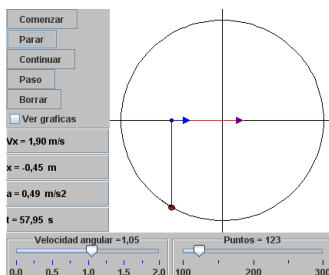 Comenzar
Parar
Continuar
Paso
Borrar
Ver graficas
Vx = 1,90 m/s
x = -0,45 m
a = 0,49 m/s2
t = 57,95 s
Velocidad angular =1,05
0.0 0.5 1.0 1.5 2.0
Puntos = 123
100 200 300